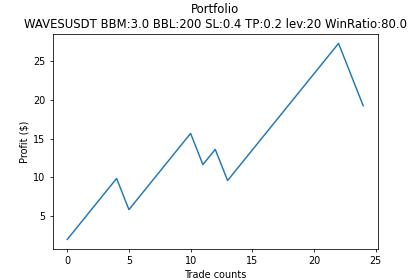 Portfolio
WAVESUSDT BBM:3.0 BBL:200 SL:0.4 TP:0.2 lev:20 WinRatio:80.0
Profit ($)
25
20
15
10
5
0 5 10 15 20 25
Trade counts